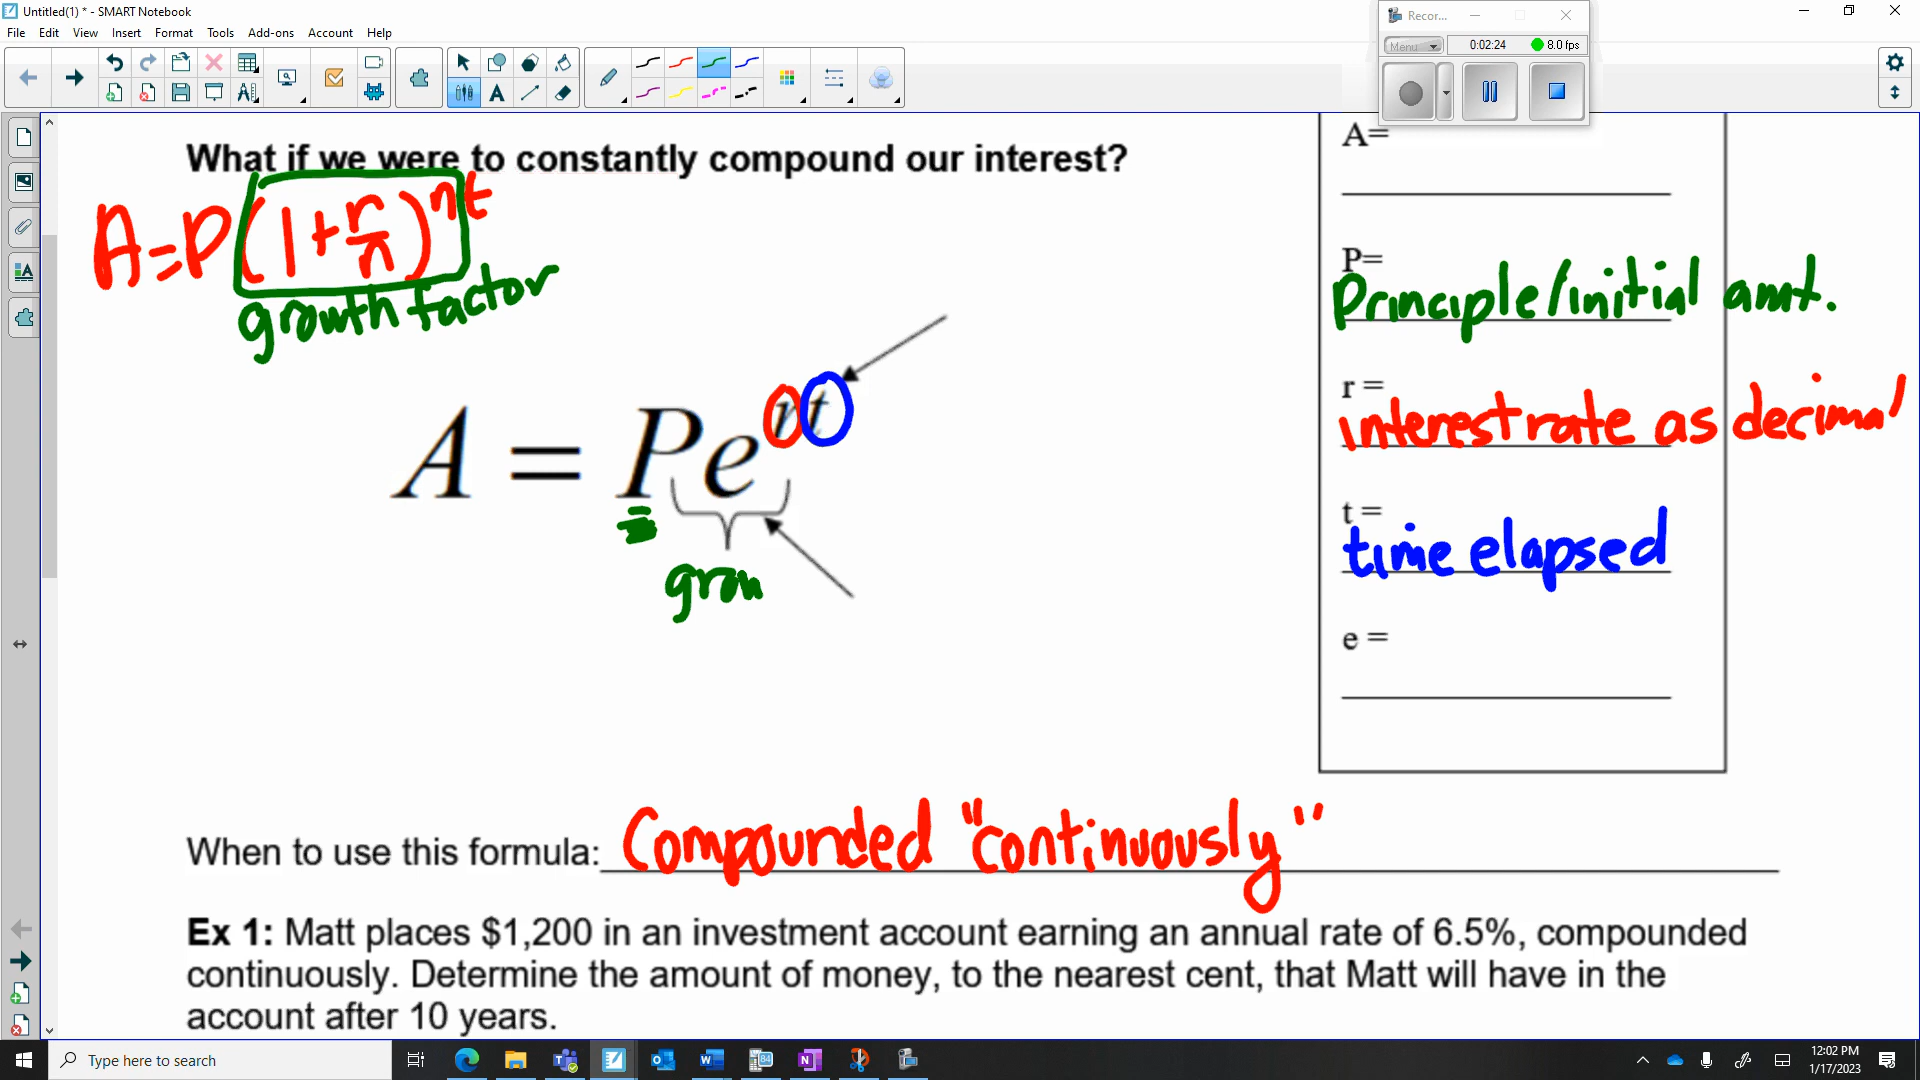 Untitled(1) * - SMART Notebook
File Edit View Insert Format Tools Add-ons Account Help
Recor...
Menu 0:02:24 8.0 fps
What if we were to constantly compound our interest?
A=P(1+r/n)^nt
growth factor
A = Pe^rt
grow
A=
P=
Principle/initial amt.
r =
interest rate as decimal
t =
time elapsed
e =
When to use this formula: Compounded "continuously"
Ex 1: Matt places $1,200 in an investment account earning an annual rate of 6.5%, compounded
continuously. Determine the amount of money, to the nearest cent, that Matt will have in the
account after 10 years.
Type here to search
12:02 PM
1/17/2023